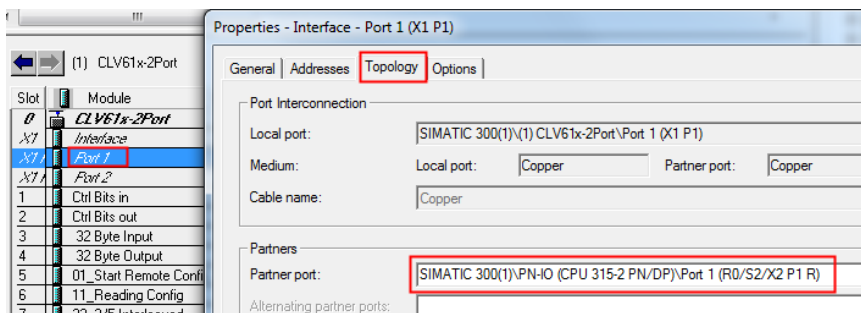 (1) CLV61x-2Port
Slot Module
0 CLV61x-2Port
X1 Interface
X1 Port 1
X1 Port 2
1 Ctrl Bits in
2 Ctrl Bits out
3 32 Byte Input
4 32 Byte Output
5 01_Start Remote Confi
6 11_Reading Config
7
Properties - Interface - Port 1 (X1 P1)
General Addresses Topology Options
Port Interconnection
Local port: SIMATIC 300(1)\(1) CLV61x-2Port\Port 1 (X1 P1)
Medium: Local port: Copper Partner port: Copper
Cable name: Copper
Partners
Partner port: SIMATIC 300(1)\PN-IO (CPU 315-2 PN/DP)\Port 1 (R0/S2/X2 P1 R)
Alternating partner ports: